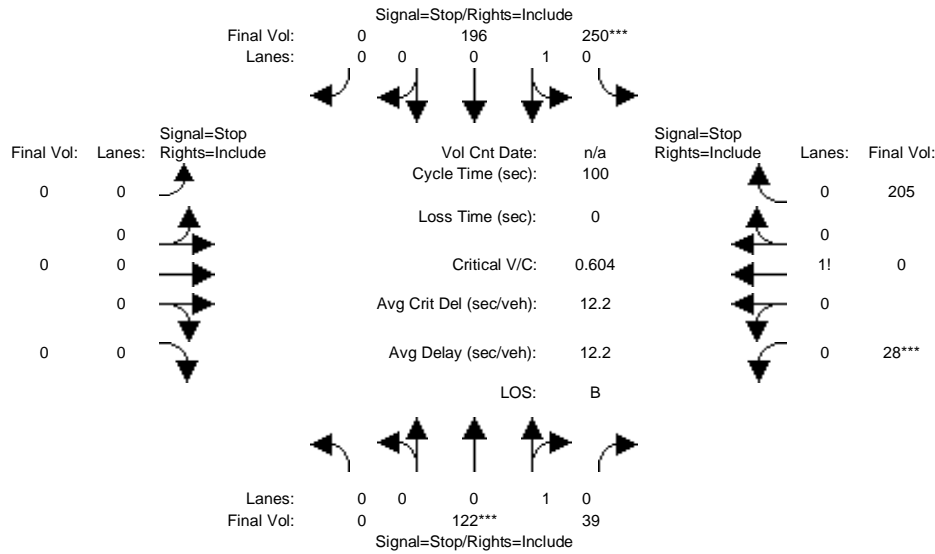 Signal=Stop/Rights=Include
Final Vol: 0 196 250***
Lanes: 0 0 0 1 0
Signal=Stop
Final Vol: Lanes: Rights=Include
Vol Cnt Date: n/a
Signal=Stop
Rights=Include Lanes: Final Vol:
Cycle Time (sec): 100
0 0
0 205
Loss Time (sec): 0
0
0
0 0
Critical V/C: 0.604
1! 0
0
Avg Crit Del (sec/veh): 12.2
0
0 0
Avg Delay (sec/veh): 12.2
0 28***
LOS: B
Lanes: 0 0 0 1 0
Final Vol: 0 122*** 39
Signal=Stop/Rights=Include